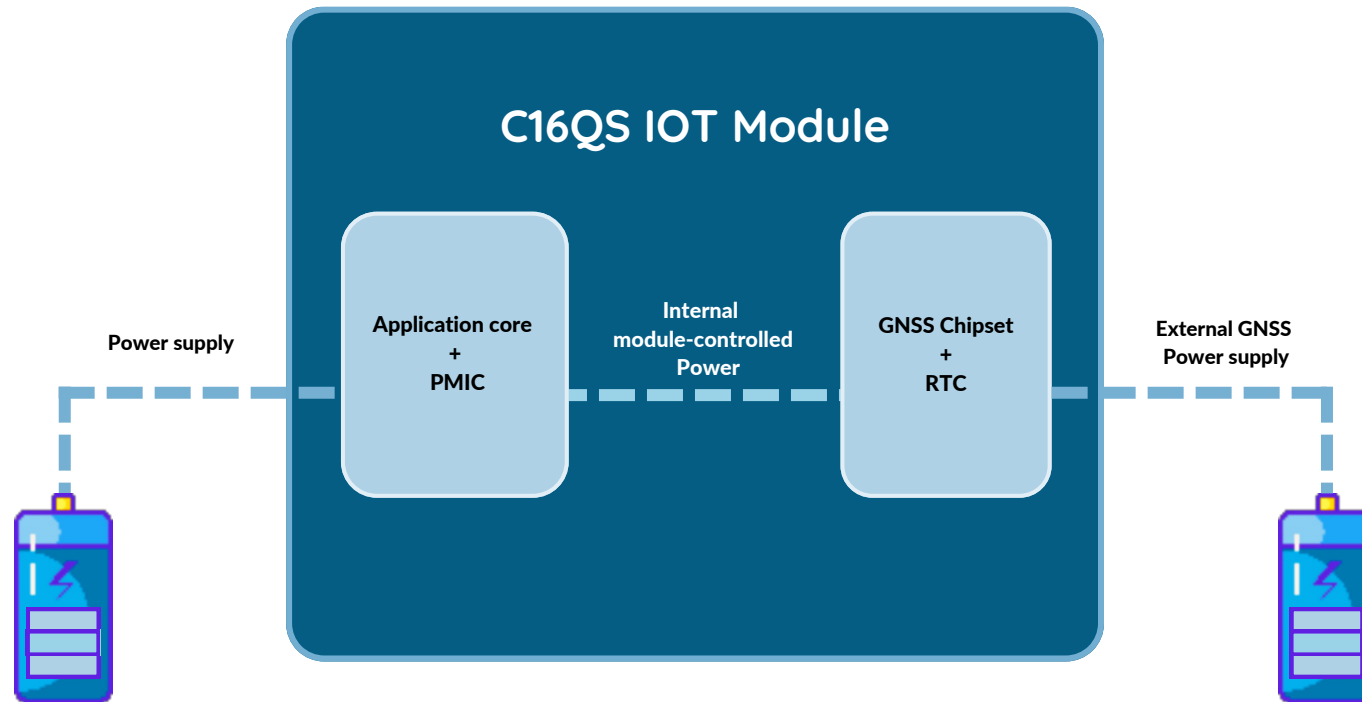 C16QS IOT Module
Power supply
Application core
+
PMIC
Internal
module-controlled
Power
GNSS Chipset
+
RTC
External GNSS
Power supply